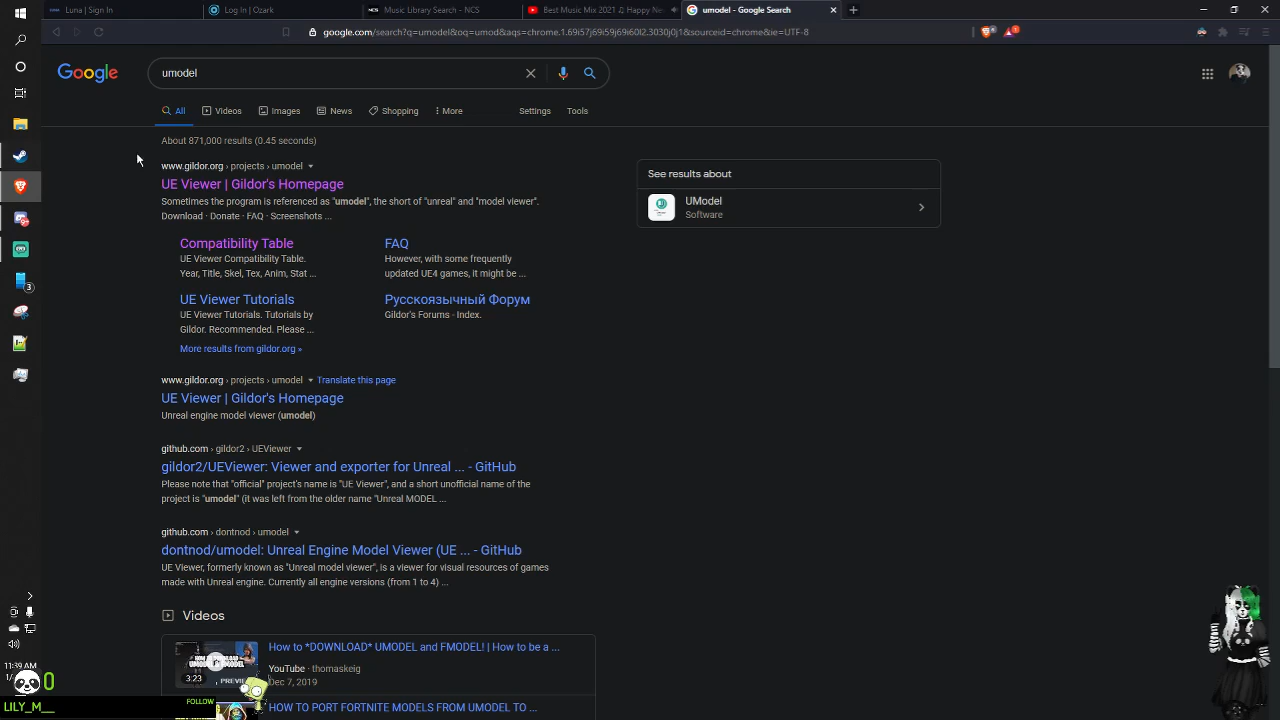 Luna | Sign In
Log In | Ozark
Music Library Search - NCS
Best Music Mix 2021 ♫ Happy Ne
umodel - Google Search
google.com/search?q=umodel&oq=umod&aqs=chrome.1.69i57j69i59j69i60l2.3030j0j1&sourceid=chrome&ie=UTF-8
Google
umodel
All
Videos
Images
News
Shopping
More
Settings
Tools
About 871,000 results (0.45 seconds)
www.gildor.org › projects › umodel
UE Viewer | Gildor's Homepage
Sometimes the program is referenced as "umodel", the short of "unreal" and "model viewer".
Download · Donate · FAQ · Screenshots ...
Compatibility Table
UE Viewer Compatibility Table.
Year, Title, Skel, Tex, Anim, Stat ...
FAQ
However, with some frequently
updated UE4 games, it might be ...
UE Viewer Tutorials
UE Viewer Tutorials. Tutorials by
Gildor. Recommended. Please ...
Русскоязычный Форум
Gildor's Forums - Index.
More results from gildor.org »
www.gildor.org › projects › umodel Translate this page
UE Viewer | Gildor's Homepage
Unreal engine model viewer (umodel)
github.com › gildor2 › UEViewer
gildor2/UEViewer: Viewer and exporter for Unreal ... - GitHub
Please note that "official" project's name is "UE Viewer", and a short unofficial name of the
project is "umodel" (it was left from the older name "Unreal MODEL ...
github.com › dontnod › umodel
dontnod/umodel: Unreal Engine Model Viewer (UE ... - GitHub
UE Viewer, formerly known as "Unreal model viewer", is a viewer for visual resources of games
made with Unreal engine. Currently all engine versions (from 1 to 4) ...
Videos
How to *DOWNLOAD* UMODEL and FMODEL! | How to be a ...
YouTube · thomaskeig
Dec 7, 2019
3:23
PREVIEW
HOW TO PORT FORTNITE MODELS FROM UMODEL TO ...
See results about
UModel
Software
3
11:39 AM
0
FOLLOW
LILY_M__